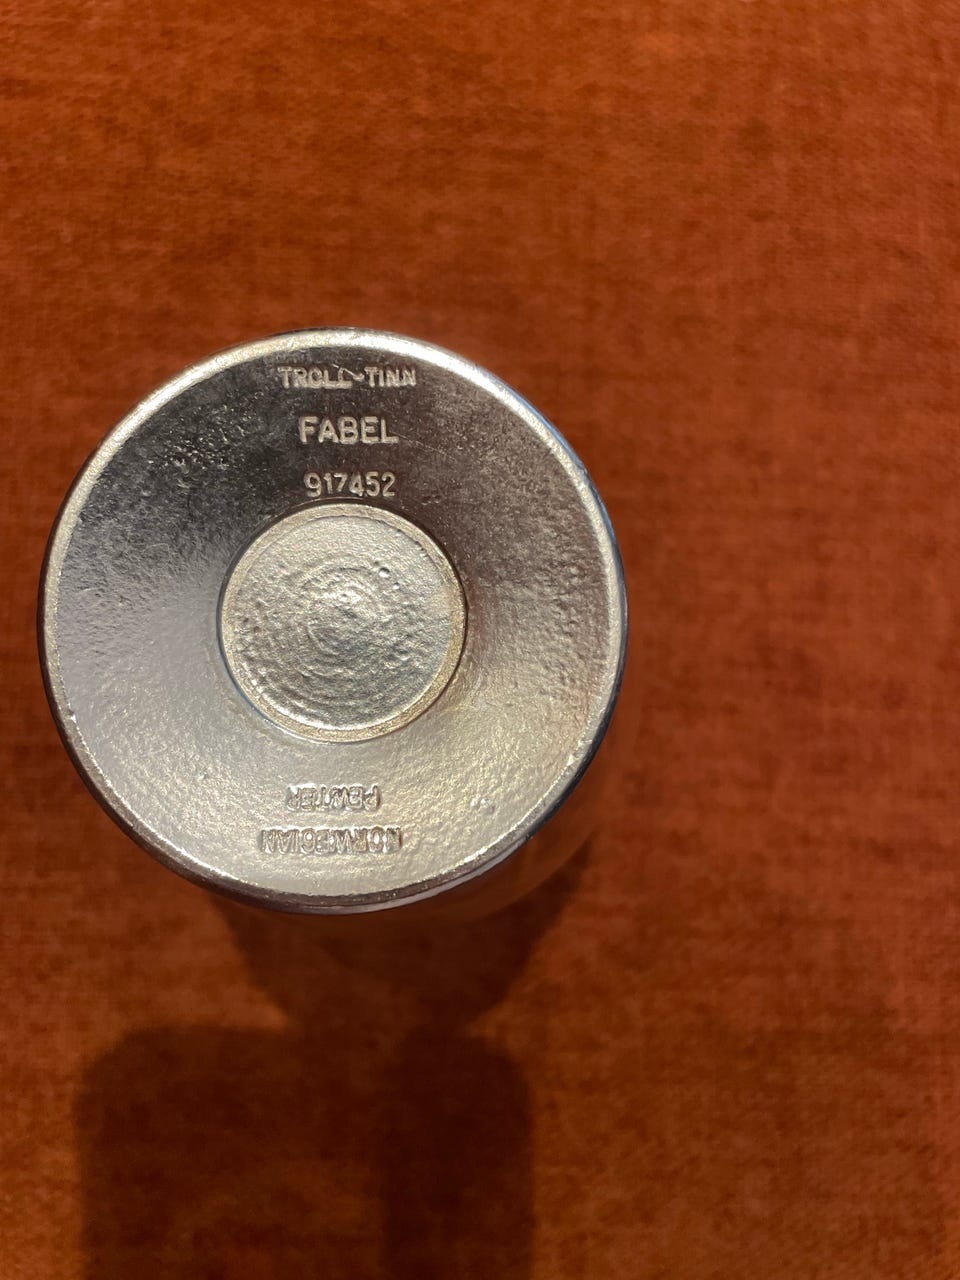 TROLL-TINN
FABEL
917452
NORWEGIAN
PEWTER